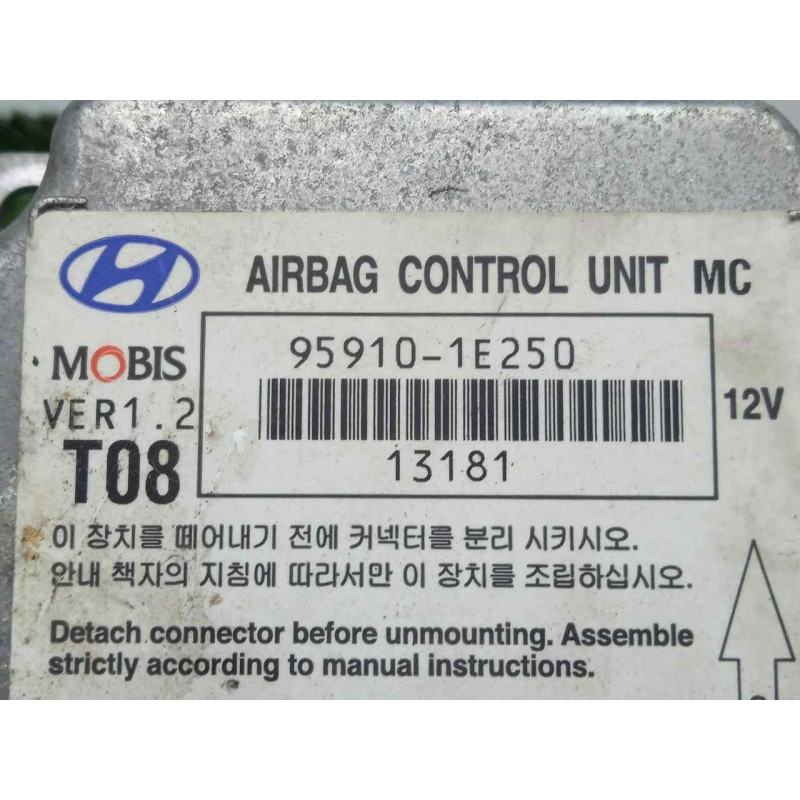 AIRBAG CONTROL UNIT MC
MOBIS
VER1.2
T08
95910-1E250
13181
12V
이 장치를 떼어내기 전에 커넥터를 분리 시키시오.
안내 책자의 지침에 따라서만 이 장치를 조립하십시오.
Detach connector before unmounting. Assemble
strictly according to manual instructions.